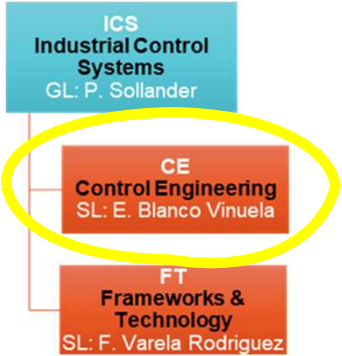 ICS
Industrial Control
Systems
GL: P. Sollander
CE
Control Engineering
SL: E. Blanco Vinuela
FT
Frameworks &
Technology
SL: F. Varela Rodriguez